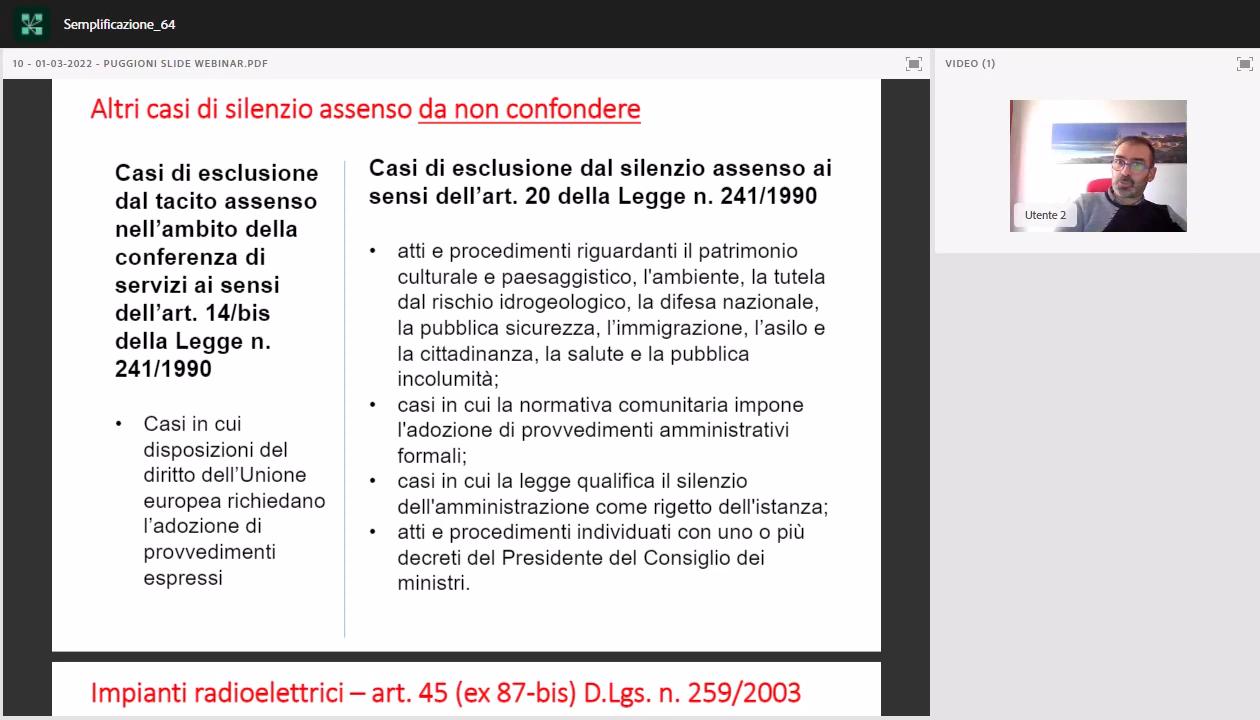 Semplificazione_64
10 - 01-03-2022 - PUGGIONI SLIDE WEBINAR.PDF
VIDEO (1)
Altri casi di silenzio assenso da non confondere
Casi di esclusione
dal tacito assenso
nell’ambito della
conferenza di
servizi ai sensi
dell’art. 14/bis
della Legge n.
241/1990
• Casi in cui
disposizioni del
diritto dell’Unione
europea richiedano
l’adozione di
provvedimenti
espressi
Casi di esclusione dal silenzio assenso ai
sensi dell’art. 20 della Legge n. 241/1990
• atti e procedimenti riguardanti il patrimonio
culturale e paesaggistico, l'ambiente, la tutela
dal rischio idrogeologico, la difesa nazionale,
la pubblica sicurezza, l’immigrazione, l’asilo e
la cittadinanza, la salute e la pubblica
incolumità;
• casi in cui la normativa comunitaria impone
l'adozione di provvedimenti amministrativi
formali;
• casi in cui la legge qualifica il silenzio
dell'amministrazione come rigetto dell'istanza;
• atti e procedimenti individuati con uno o più
decreti del Presidente del Consiglio dei
ministri.
Impianti radioelettrici – art. 45 (ex 87-bis) D.Lgs. n. 259/2003
Utente 2